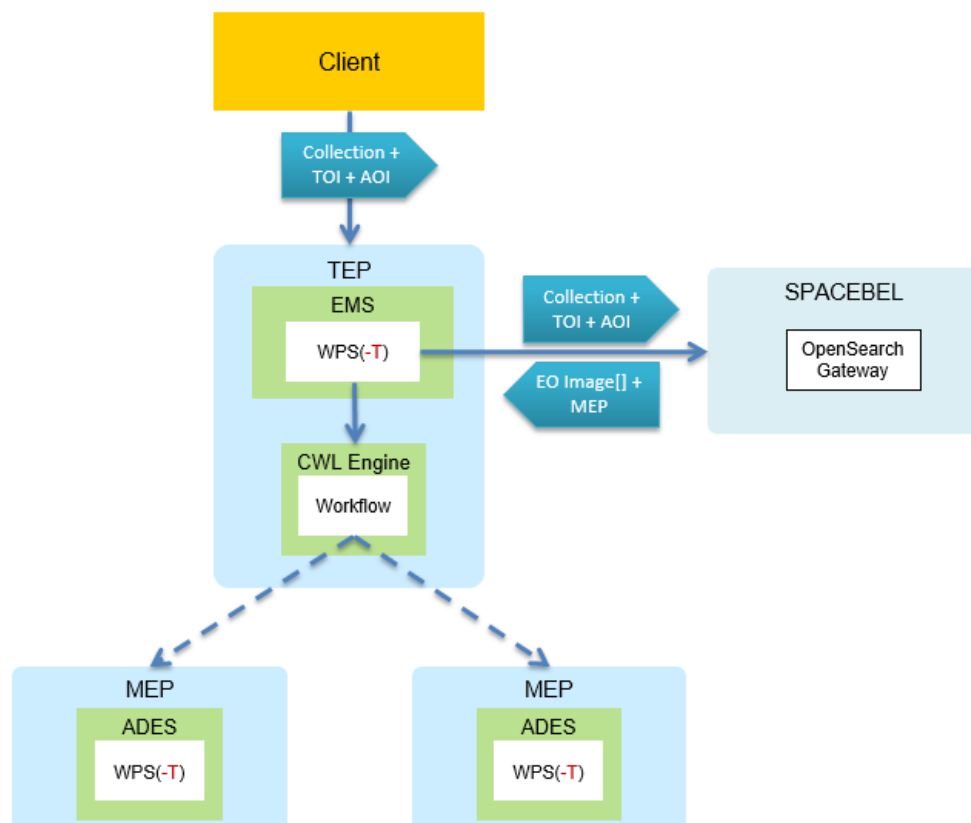 Client
Collection +
TOI + AOI
TEP
EMS
WPS(-T)
Collection +
TOI + AOI
EO Image[] +
MEP
SPACEBEL
OpenSearch
Gateway
CWL Engine
Workflow
MEP
ADES
WPS(-T)
MEP
ADES
WPS(-T)